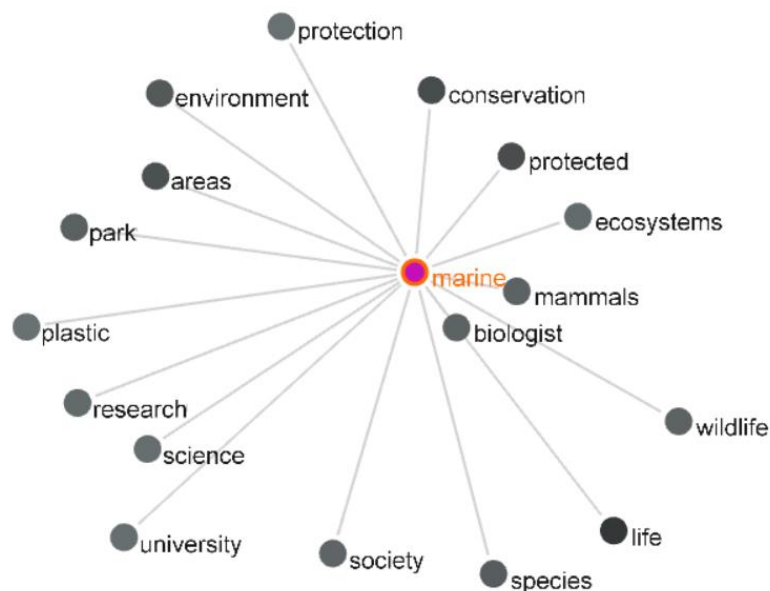 protection
environment
conservation
protected
areas
ecosystems
park
marine
mammals
plastic
biologist
research
wildlife
science
university
life
society
species